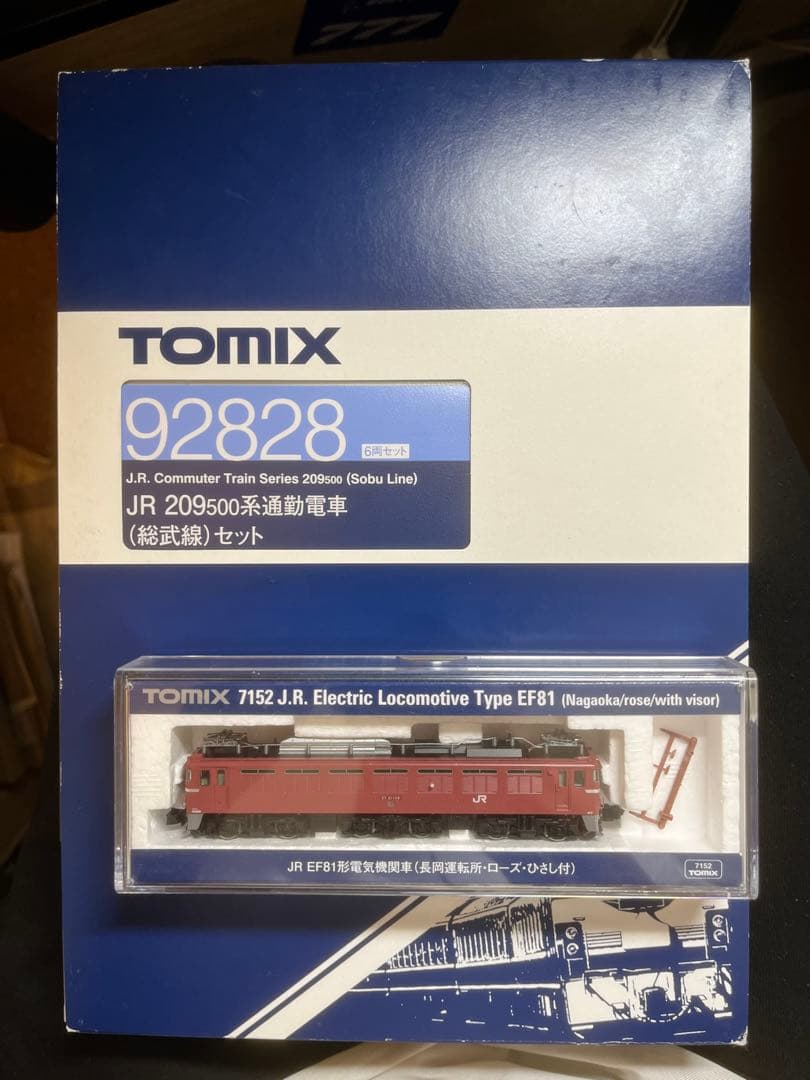 777
TOMIX
92828 6両セット
J.R. Commuter Train Series 209500 (Sobu Line)
JR 209500系通勤電車
(総武線)セット
TOMIX 7152 J.R. Electric Locomotive Type EF81 (Nagaoka/rose/with visor)
JR
JR EF81形電気機関車(長岡運転所・ローズ・ひさし付)
7152
TOMIX